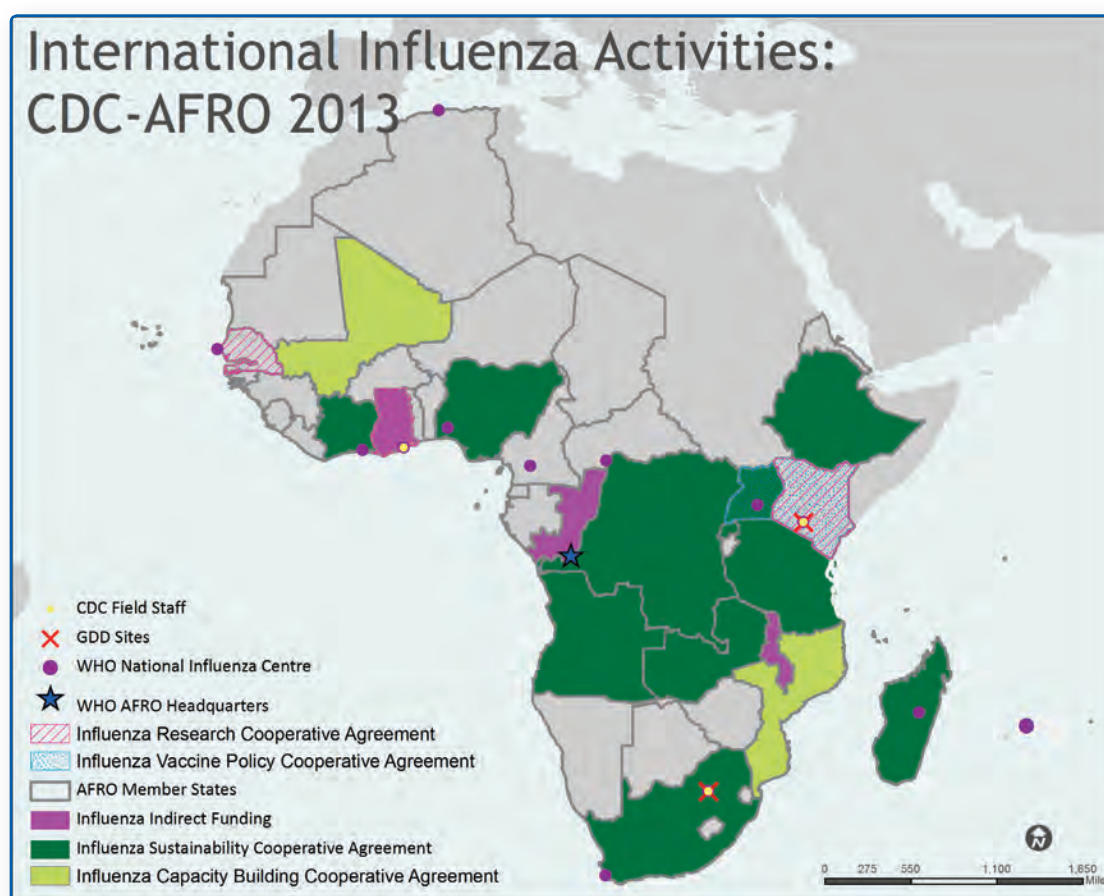 International Influenza Activities:
CDC-AFRO 2013
CDC Field Staff
GDD Sites
WHO National Influenza Centre
WHO AFRO Headquarters
Influenza Research Cooperative Agreement
Influenza Vaccine Policy Cooperative Agreement
AFRO Member States
Influenza Indirect Funding
Influenza Sustainability Cooperative Agreement
Influenza Capacity Building Cooperative Agreement
N
0 275 550 1,100 1,650
Mile